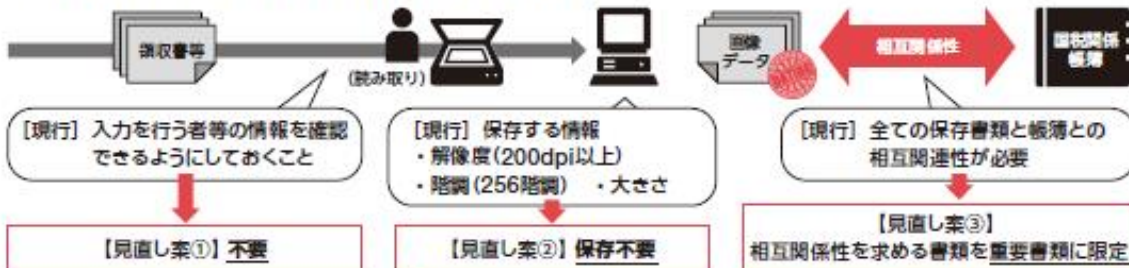 領収書等
(読み取り)
画像
データ
相互関係性
国税関係
帳簿
[現行] 入力を行う者等の情報を確認
できるようにしておくこと
[現行] 保存する情報
・解像度(200dpi以上)
・階調(256階調) ・大きさ
[現行] 全ての保存書類と帳簿との
相互関連性が必要
【見直し案①】不要
【見直し案②】保存不要
【見直し案③】
相互関係性を求める書類を重要書類に限定